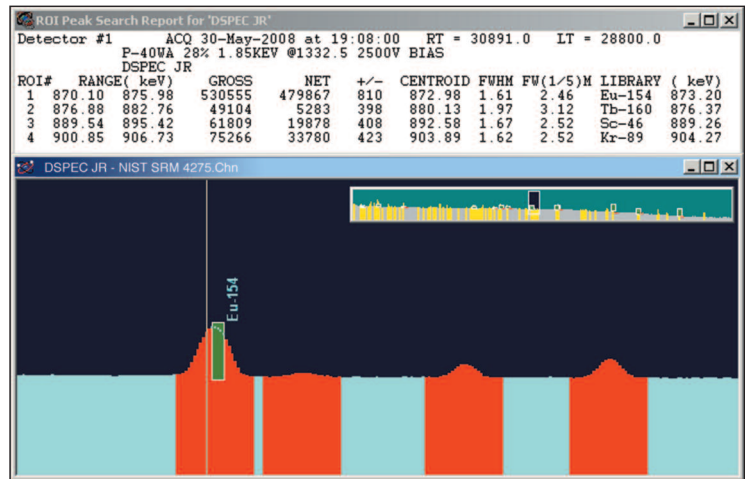 ROI Peak Search Report for 'DSPEC JR'
Detector #1 ACQ 30-May-2008 at 19:08:00 RT = 30891.0 LT = 28800.0
P-40WA 28% 1.85KEV @1332.5 2500V BIAS
DSPEC JR
ROI# RANGE( keV) GROSS NET +/- CENTROID FWHM FW(1/5)M LIBRARY ( keV)
1 870.10 875.98 530555 479867 810 872.98 1.61 2.46 Eu-154 873.20
2 876.88 882.76 49104 5283 398 880.13 1.97 3.12 Tb-160 876.37
3 889.54 895.42 61809 19878 408 892.58 1.67 2.52 Sc-46 889.26
4 900.85 906.73 75266 33780 423 903.89 1.62 2.52 Kr-89 904.27
DSPEC JR - NIST SRM 4275.Chn
Eu-154